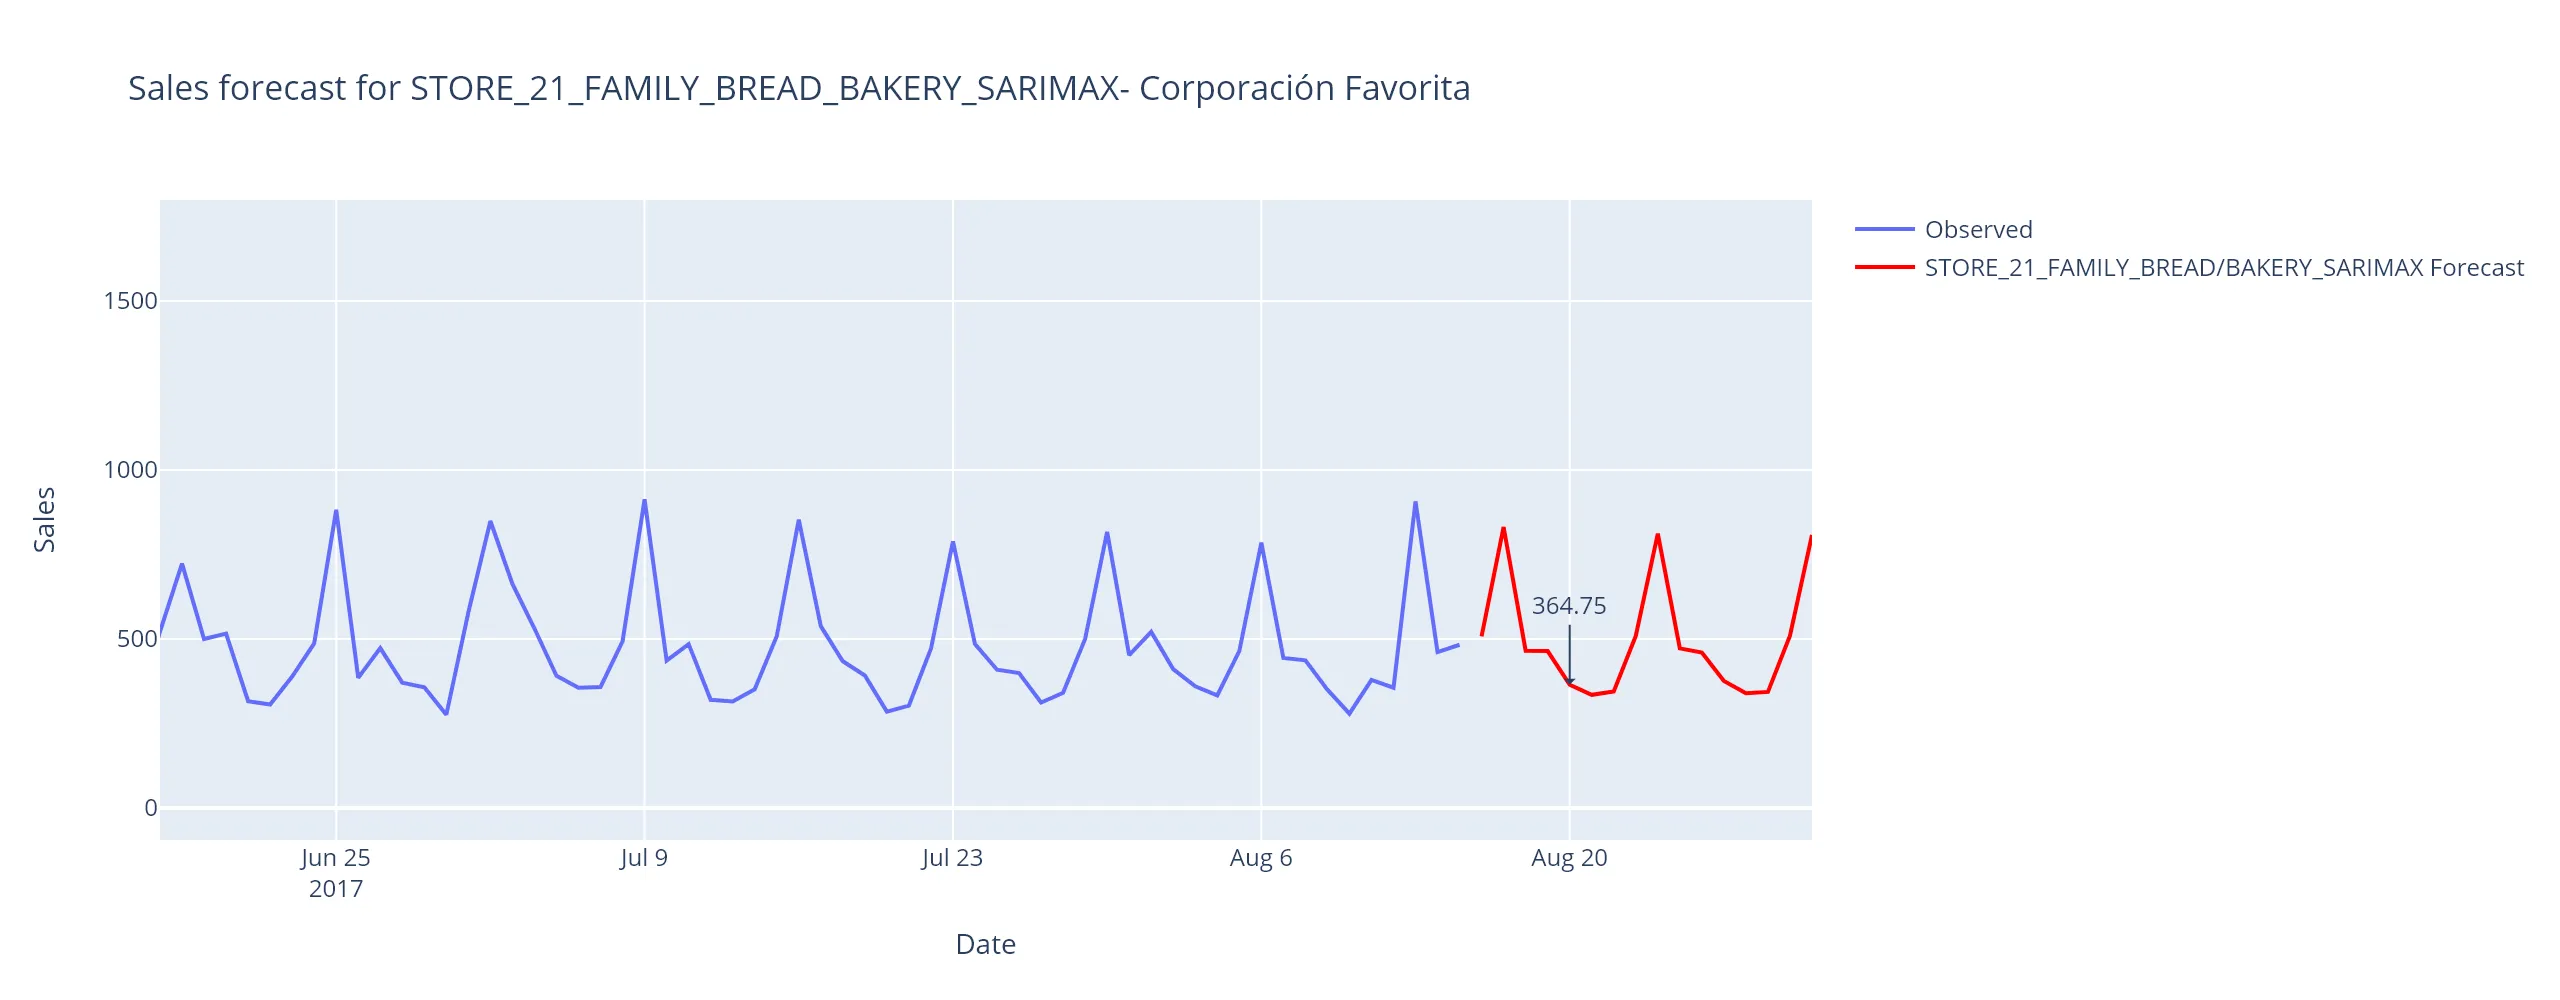 Sales forecast for STORE_21_FAMILY_BREAD_BAKERY_SARIMAX- Corporación Favorita
Observed
STORE_21_FAMILY_BREAD/BAKERY_SARIMAX Forecast
1500
1000
500
0
Sales
364.75
Jun 25
2017
Jul 9
Jul 23
Aug 6
Aug 20
Date